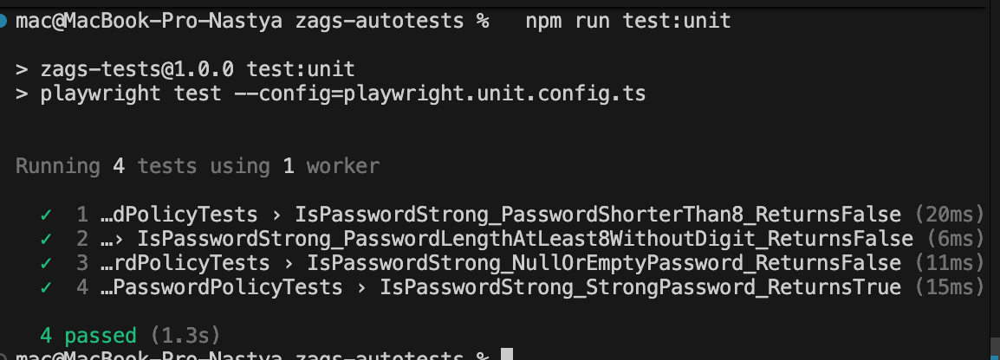 mac@MacBook-Pro-Nastya zags-autotests % npm run test:unit
> zags-tests@1.0.0 test:unit
> playwright test --config=playwright.unit.config.ts
Running 4 tests using 1 worker
✓ 1 …dPolicyTests › IsPasswordStrong_PasswordShorterThan8_ReturnsFalse (20ms)
✓ 2 …› IsPasswordStrong_PasswordLengthAtLeast8WithoutDigit_ReturnsFalse (6ms)
✓ 3 …rdPolicyTests › IsPasswordStrong_NullOrEmptyPassword_ReturnsFalse (11ms)
✓ 4 …PasswordPolicyTests › IsPasswordStrong_StrongPassword_ReturnsTrue (15ms)
4 passed (1.3s)
mac@MacBook-Pro-Nastya zags-autotests %